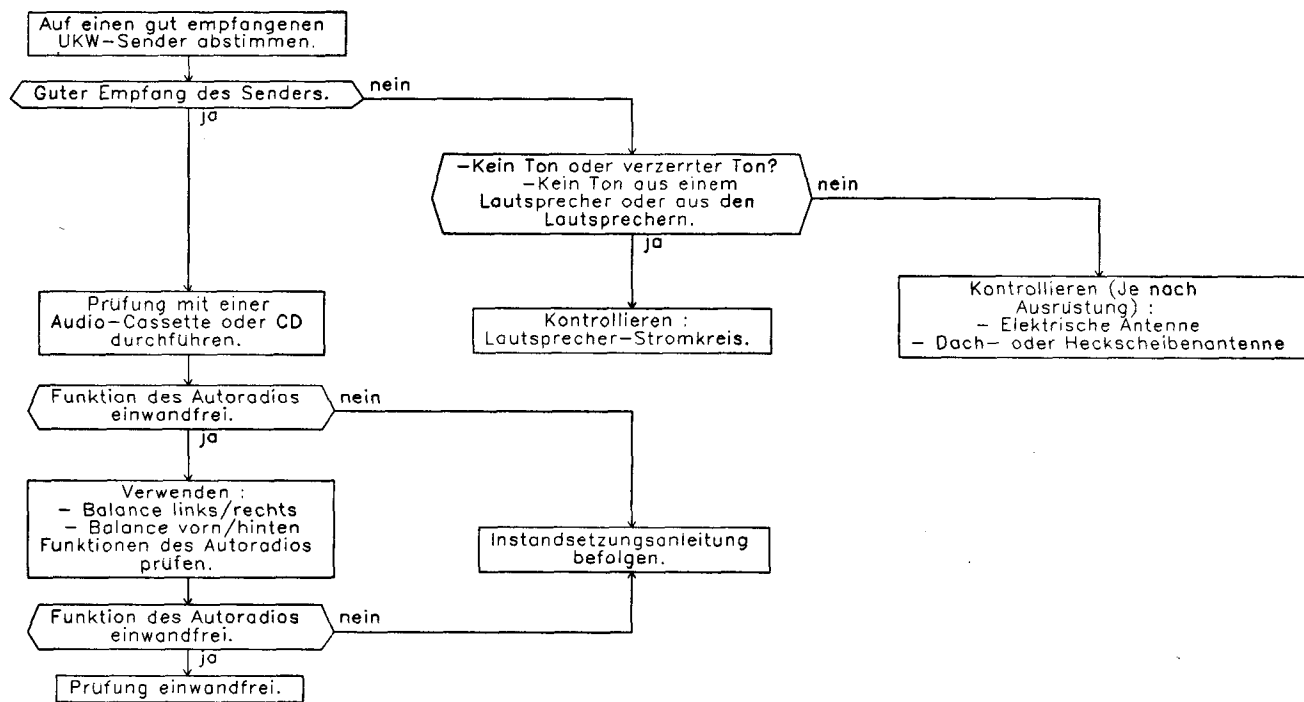 Auf einen gut empfangenen
UKW-Sender abstimmen.
Guter Empfang des Senders.
nein
ja
-Kein Ton oder verzerrter Ton?
-Kein Ton aus einem
Lautsprecher oder aus den
Lautsprechern.
nein
ja
Prüfung mit einer
Audio-Cassette oder CD
durchführen.
Kontrollieren :
Lautsprecher-Stromkreis.
Kontrollieren (Je nach
Ausrüstung) :
- Elektrische Antenne
- Dach- oder Heckscheibenantenne
Funktion des Autoradios
einwandfrei.
nein
ja
Verwenden :
- Balance links/rechts
- Balance vorn/hinten
Funktionen des Autoradios
prüfen.
Instandsetzungsanleitung
befolgen.
Funktion des Autoradios
einwandfrei.
nein
ja
Prüfung einwandfrei.